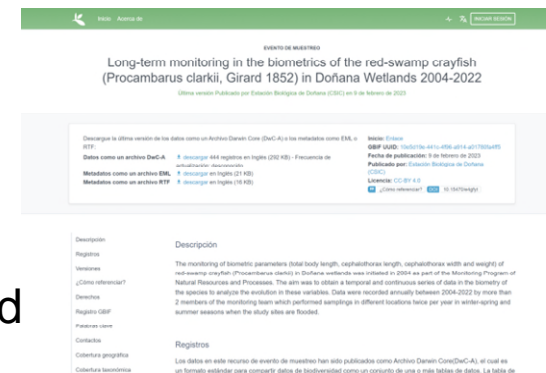 Inicio Acerca de
INICIAR SESIÓN
EVENTO DE MUESTREO
Long-term monitoring in the biometrics of the red-swamp crayfish
(Procambarus clarkii, Girard 1852) in Doñana Wetlands 2004-2022
Última versión Publicado por Estación Biológica de Doñana (CSIC) en 9 de febrero de 2023
Descargue la última versión de los datos como un Archivo Darwin Core (DwC-A) o los metadatos como EML o
RTF:
Datos como un archivo DwC-A descargar 444 registros en Inglés (292 KB) - Frecuencia de
actualización: desconocido
Metadatos como un archivo EML descargar en Inglés (21 KB)
Metadatos como un archivo RTF descargar en Inglés (16 KB)
Inicio: Enlace
GBIF UUID:
Fecha de publicación: 9 de febrero de 2023
Publicado por: Estación Biológica de Doñana
(CSIC)
Licencia: CC-BY 4.0
¿Cómo referenciar? DOI
Descripción
Registros
Versiones
¿Cómo referenciar?
Derechos
Registro GBIF
Palabras clave
Contactos
Cobertura geográfica
Cobertura taxonómica
d
Descripción
The monitoring of biometric parameters (total body length, cephalothorax length, cephalothorax width and weight) of
red-swamp crayfish (Procambarus clarkii) in Doñana wetlands was initiated in 2004 as part of the Monitoring Program of
Natural Resources and Processes. The aim was to obtain a temporal and continuous series of data in the biometry of
the species to analyze the evolution in these variables. Data were recorded annually between 2004-2022 by more than
2 members of the monitoring team which performed samplings in different locations twice per year in winter-spring and
summer seasons when the study sites are flooded.
Registros
Los datos en este recurso de evento de muestreo han sido publicados como Archivo Darwin Core(DwC-A), el cual es
un formato estándar para compartir datos de biodiversidad como un conjunto de una o más tablas de datos. La tabla de